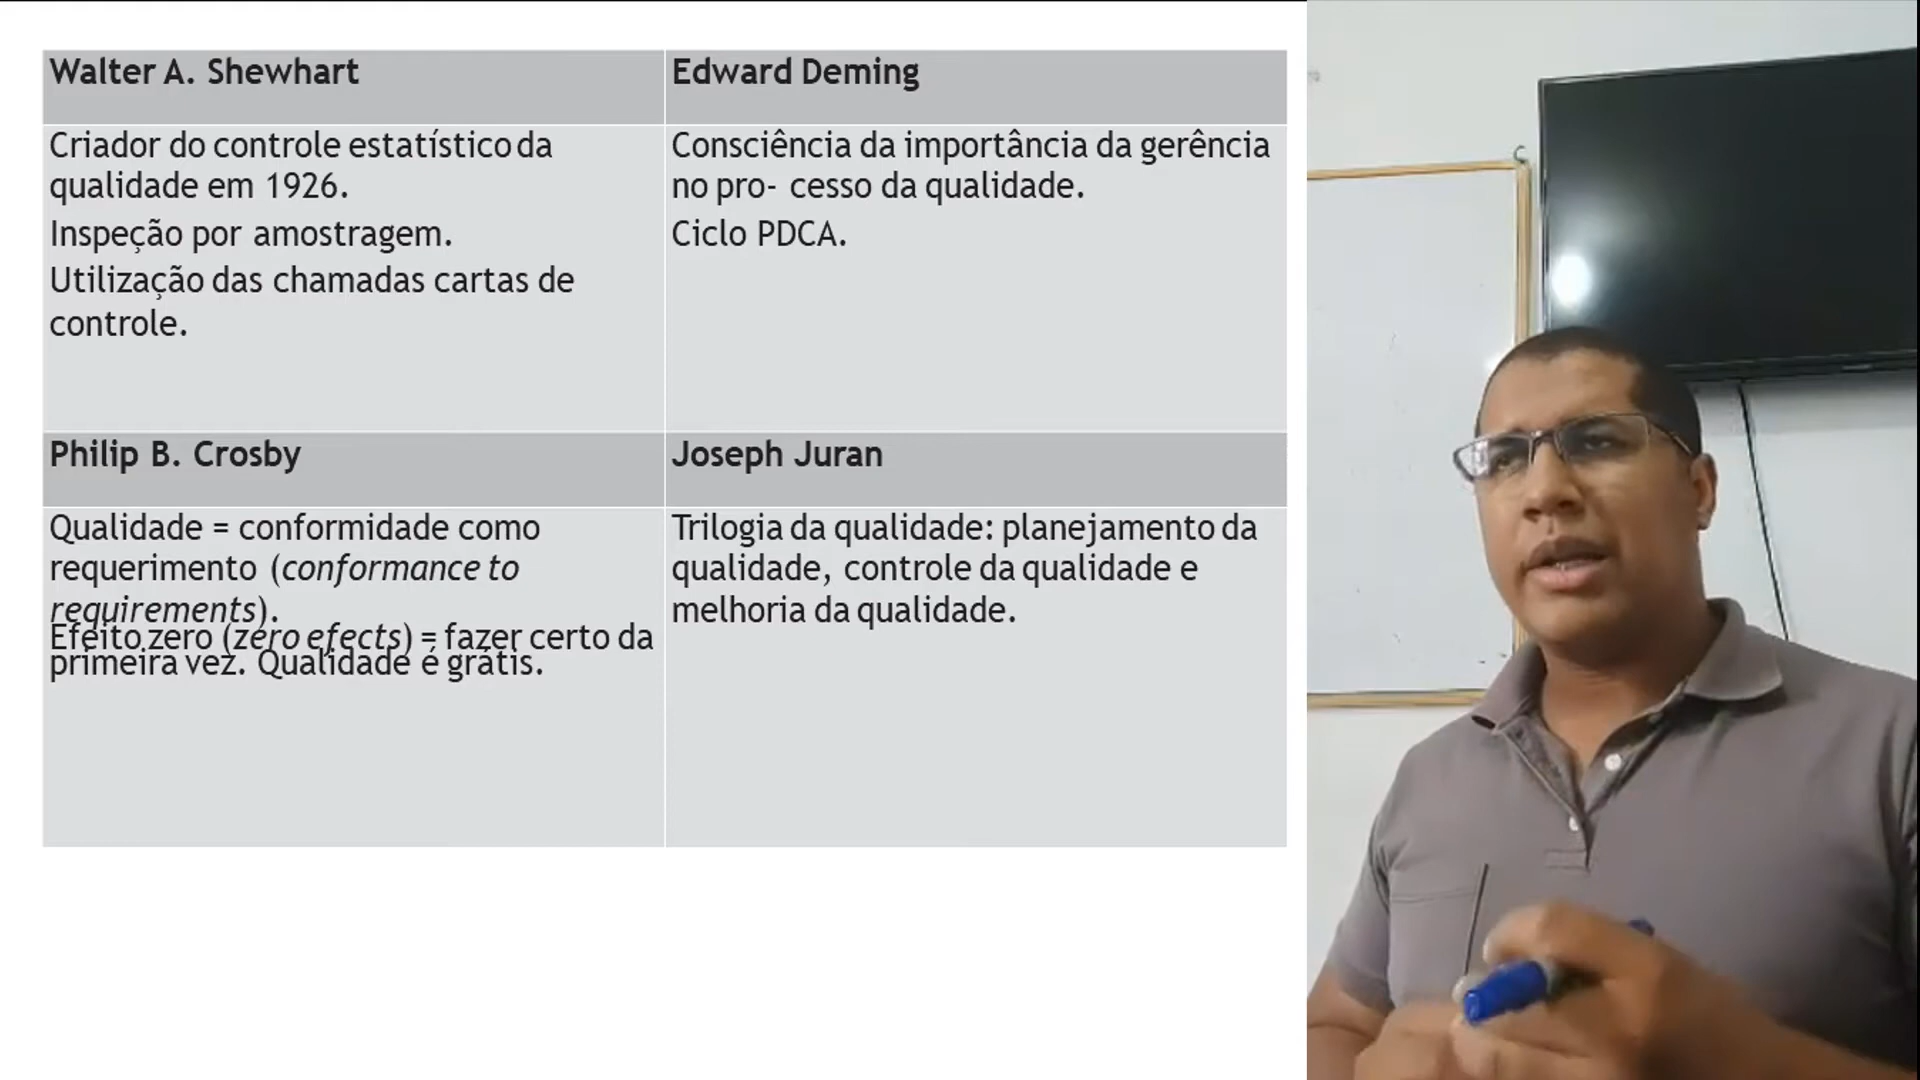 Walter A. Shewhart
Criador do controle estatístico da
qualidade em 1926.
Inspeção por amostragem.
Utilização das chamadas cartas de
controle.
Edward Deming
Consciência da importância da gerência
no pro- cesso da qualidade.
Ciclo PDCA.
Philip B. Crosby
Qualidade = conformidade como
requerimento (conformance to
requirements).
Efeito zero (zero efects) = fazer certo da
primeira vez. Qualidade é grátis.
Joseph Juran
Trilogia da qualidade: planejamento da
qualidade, controle da qualidade e
melhoria da qualidade.